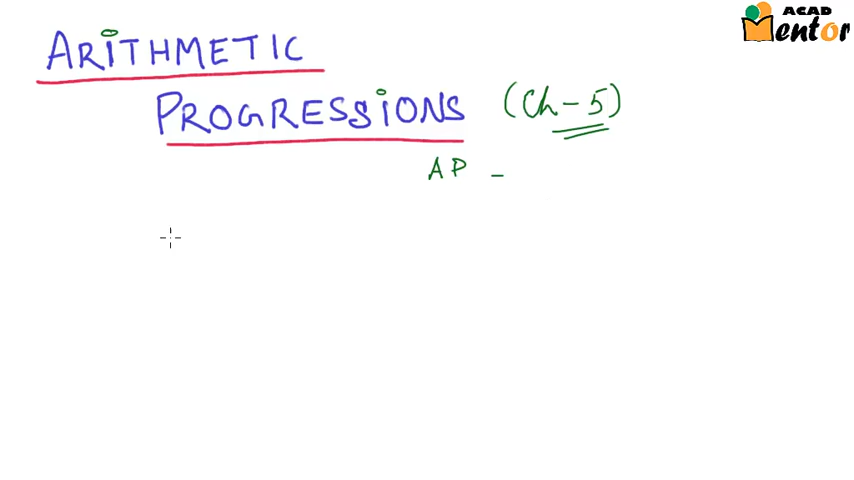 ACAD
mentor
ARiTHMETIC
PROGRESSiONS (Ch-5)
AP -